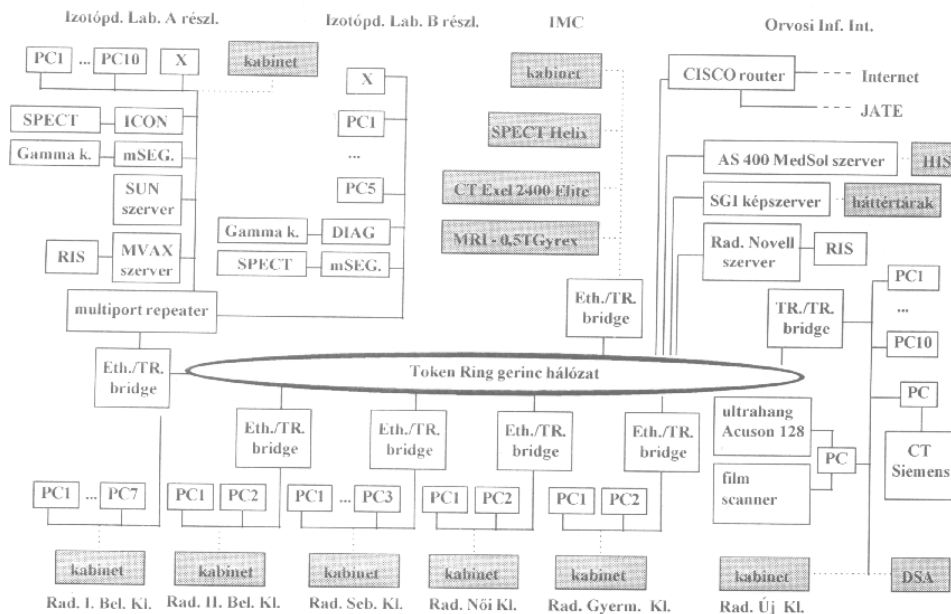 Izotópd. Lab. A részl.
Izotópd. Lab. B részl.
IMC
Orvosi Inf. Int.
PC1 ... PC10 X
kabinet
SPECT ICON
Gamma k. mSEG.
SUN
szerver
RIS
MVAX
szerver
multiport repeater
Eth./TR.
bridge
X
PC1
...
PC5
Gamma k. DIAG
SPECT mSEG.
kabinet
SPECT Helix
CT Exel 2400 Elite
MRI - 0,5TGyrex
Eth./TR.
bridge
CISCO router
Internet
JATE
AS 400 MedSol szerver
HIS
SGI képszerver
háttértárak
Rad. Novell
szerver
RIS
TR./TR.
bridge
PC1
...
PC10
PC
CT
Siemens
Token Ring gerinc hálózat
Eth./TR.
bridge
Eth./TR.
bridge
Eth./TR.
bridge
Eth./TR.
bridge
ultrahang
Acuson 128
PC
film
scanner
PC1 ... PC7
PC1 PC2
PC1 ... PC3
PC1 PC2
PC1 PC2
kabinet
kabinet
kabinet
kabinet
kabinet
kabinet
DSA
Rad. I. Bel. Kl.
Rad. II. Bel. Kl.
Rad. Seb. Kl.
Rad. Női Kl.
Rad. Gyerm. Kl.
Rad. Új Kl.